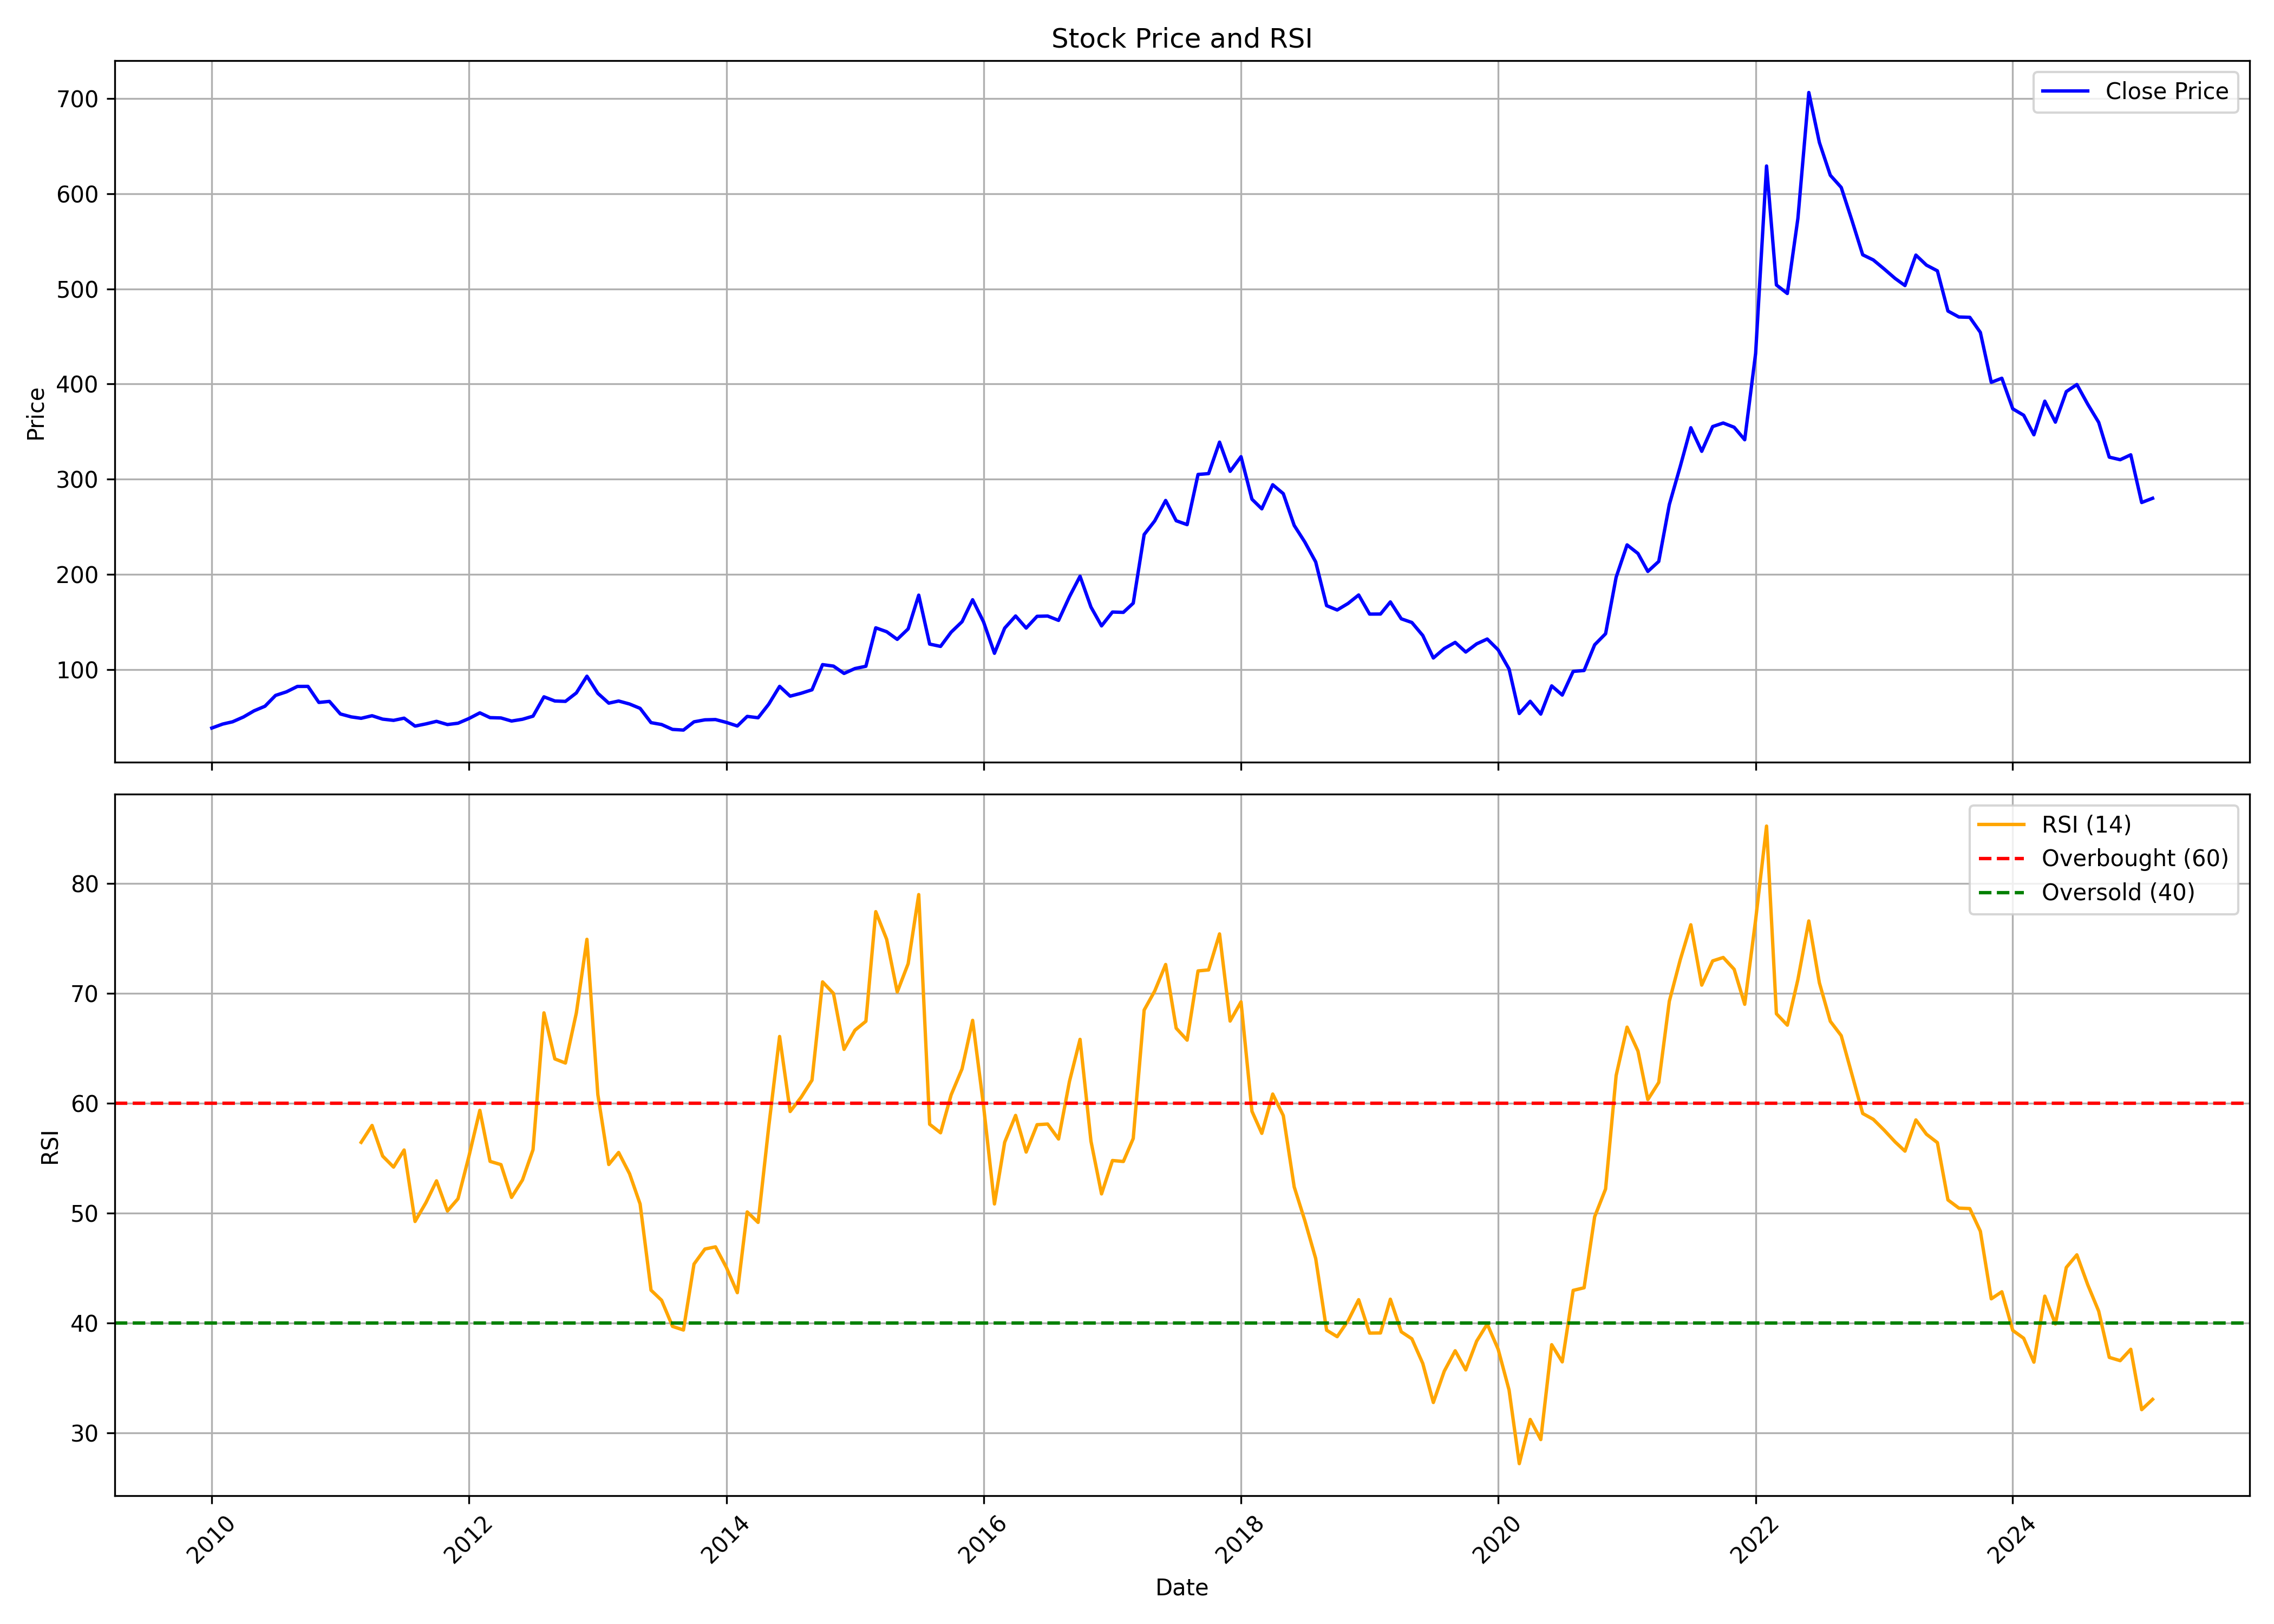 Stock Price and RSI
Price
700
600
500
400
300
200
100
Close Price
RSI
80
70
60
50
40
30
RSI (14)
Overbought (60)
Oversold (40)
2010 2012 2014 2016 2018 2020 2022 2024
Date